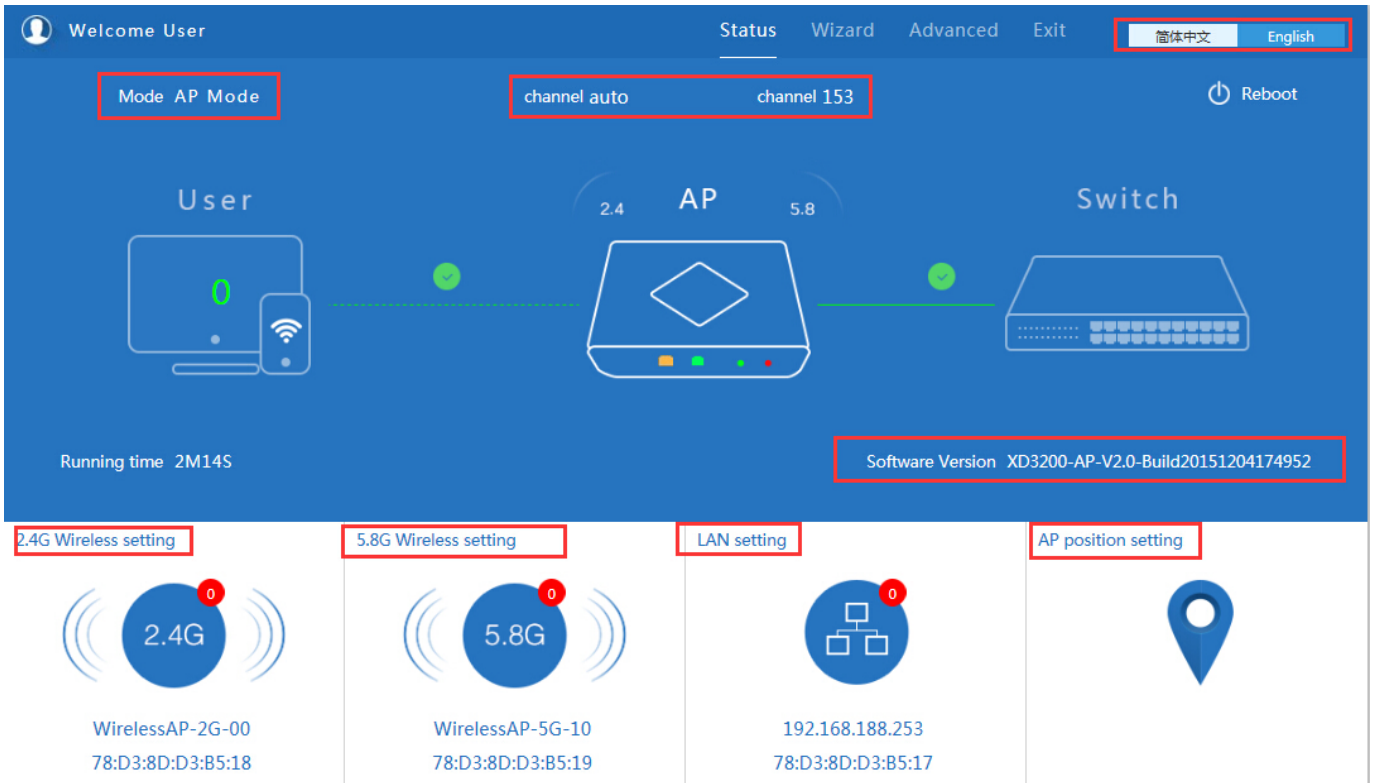 Welcome User
Status Wizard Advanced Exit 简体中文 English
Mode AP Mode channel auto channel 153 Reboot
User 2.4 AP 5.8 Switch
0
Running time 2M14S Software Version XD3200-AP-V2.0-Build20151204174952
2.4G Wireless setting 5.8G Wireless setting LAN setting AP position setting
0 0 0
2.4G 5.8G
WirelessAP-2G-00 WirelessAP-5G-10 192.168.188.253
78:D3:8D:D3:B5:18 78:D3:8D:D3:B5:19 78:D3:8D:D3:B5:17